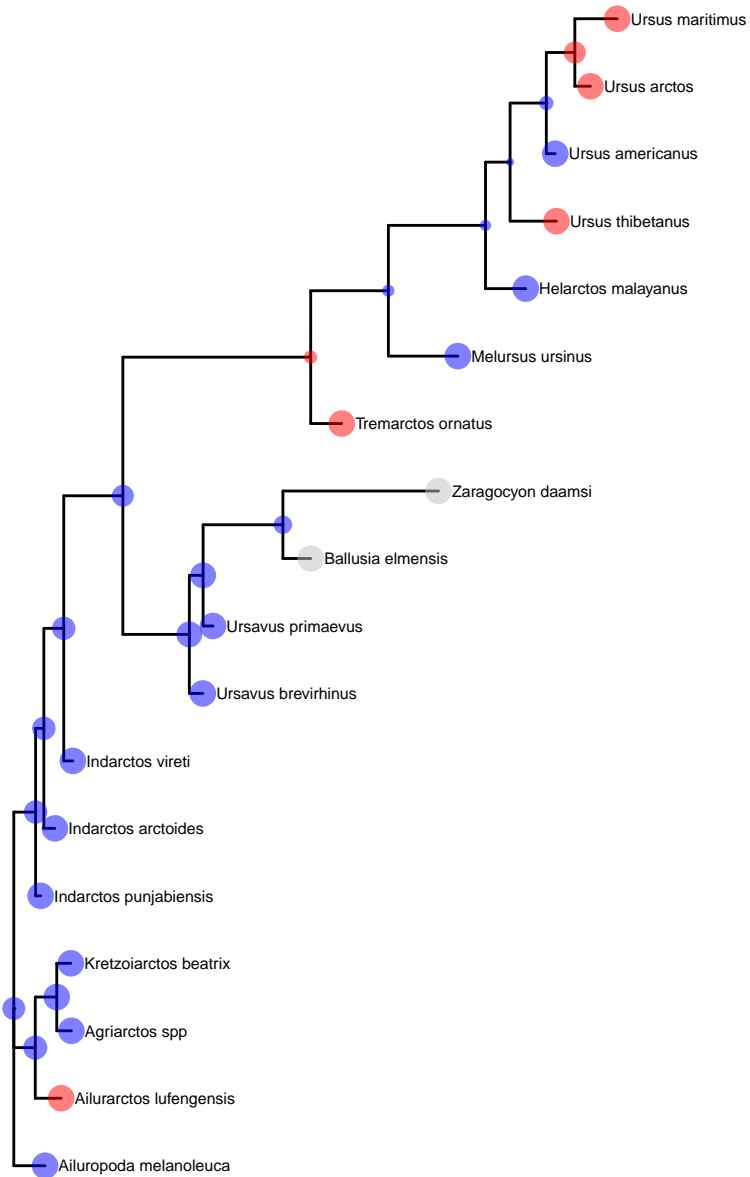 Ursus maritimus
Ursus arctos
Ursus americanus
Ursus thibetanus
Helarctos malayanus
Melursus ursinus
Tremarctos ornatus
Zaragocyon daamsi
Ballusia elmensis
Ursavus primaevus
Ursavus brevirhinus
Indarctos vireti
Indarctos arctoides
Indarctos punjabiensis
Kretzoiarctos beatrix
Agriarctos spp
Ailurarctos lufengensis
Ailuropoda melanoleuca